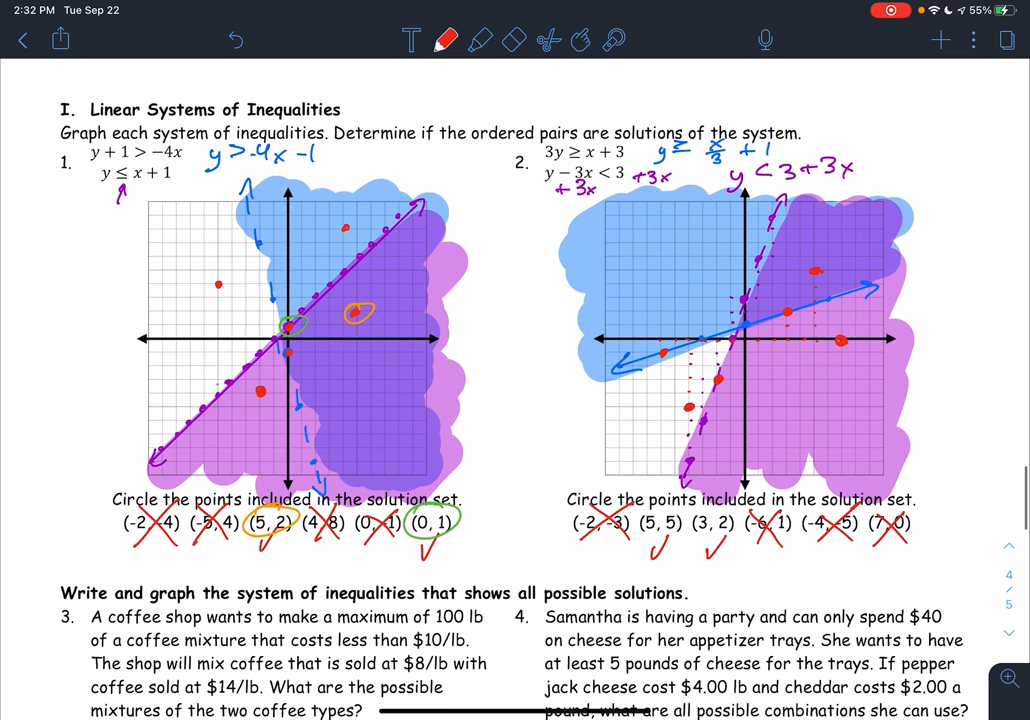 2:32 PM Tue Sep 22
55%
T
I. Linear Systems of Inequalities
Graph each system of inequalities. Determine if the ordered pairs are solutions of the system.
1. y + 1 > −4x
y ≤ x + 1
y > -4x -1
2. 3y ≥ x + 3
y − 3x < 3
+3x +3x
y ≥ x/3 + 1
y < 3 + 3x
Circle the points included in the solution set.
(-2, -4) (-5, 4) (5, 2) (4, 8) (0, -1) (0, 1)
Circle the points included in the solution set.
(-2, -3) (5, 5) (3, 2) (-6, 1) (-4, -5) (7, 0)
Write and graph the system of inequalities that shows all possible solutions.
3. A coffee shop wants to make a maximum of 100 lb
of a coffee mixture that costs less than $10/lb.
The shop will mix coffee that is sold at $8/lb with
coffee sold at $14/lb. What are the possible
mixtures of the two coffee types?
4. Samantha is having a party and can only spend $40
on cheese for her appetizer trays. She wants to have
at least 5 pounds of cheese for the trays. If pepper
jack cheese cost $4.00 lb and cheddar costs $2.00 a
pound, what are all possible combinations she can use?
4
/
5